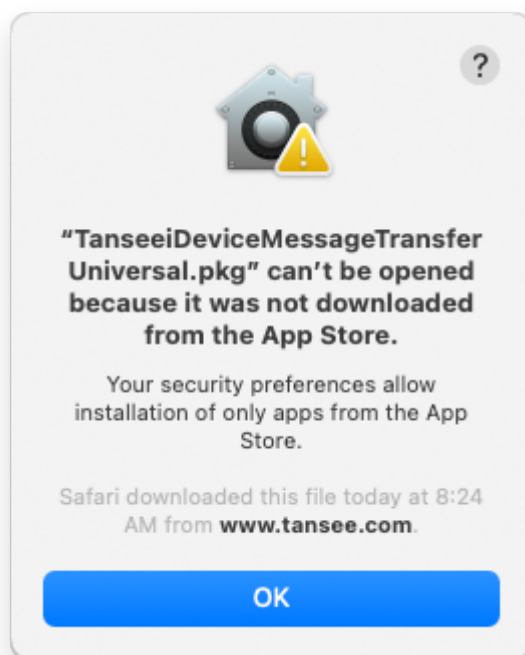 ?
“TanseeiDeviceMessageTransfer
Universal.pkg” can’t be opened
because it was not downloaded
from the App Store.
Your security preferences allow
installation of only apps from the App
Store.
Safari downloaded this file today at 8:24
AM from www.tansee.com.
OK